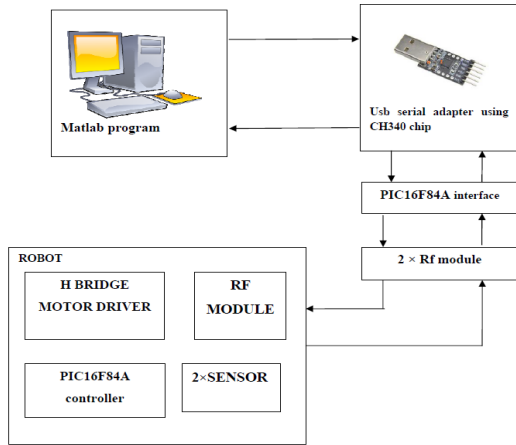 Matlab program
Usb serial adapter using
CH340 chip
PIC16F84A interface
2 × Rf module
ROBOT
H BRIDGE
MOTOR DRIVER
RF
MODULE
PIC16F84A
controller
2×SENSOR